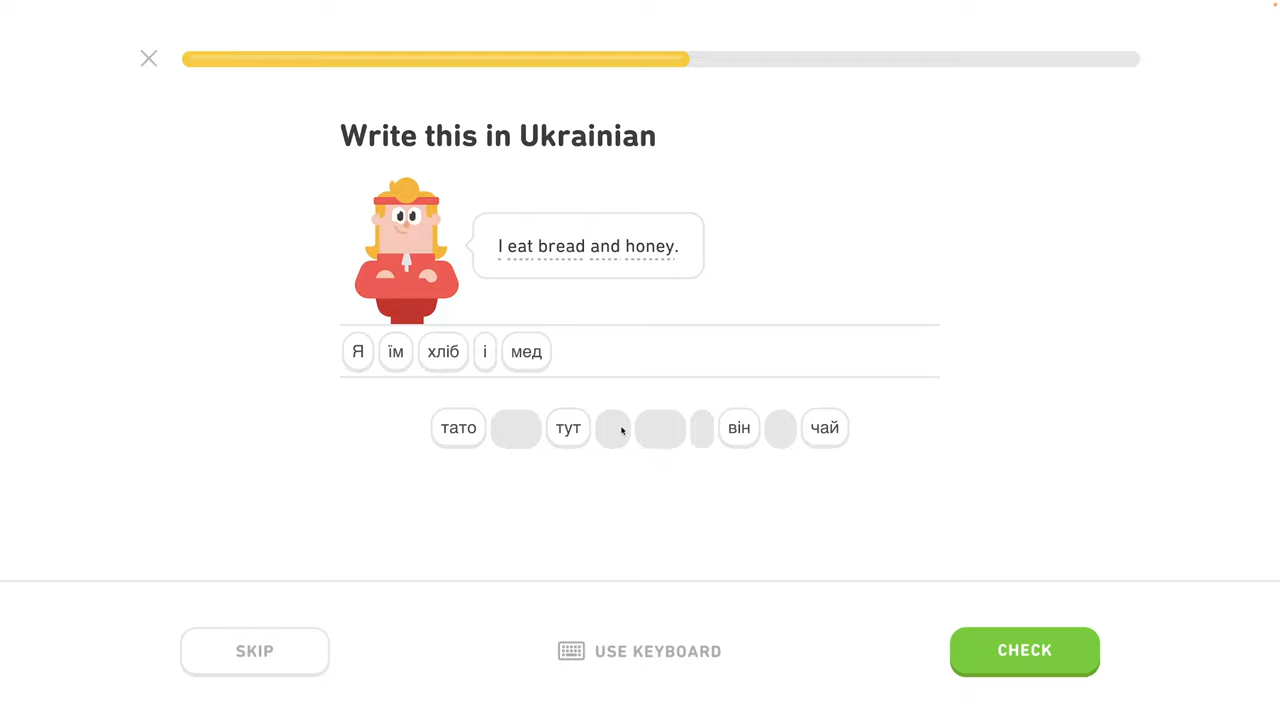 Write this in Ukrainian
I eat bread and honey.
Я їм хліб і мед
тато тут він чай
SKIP USE KEYBOARD CHECK